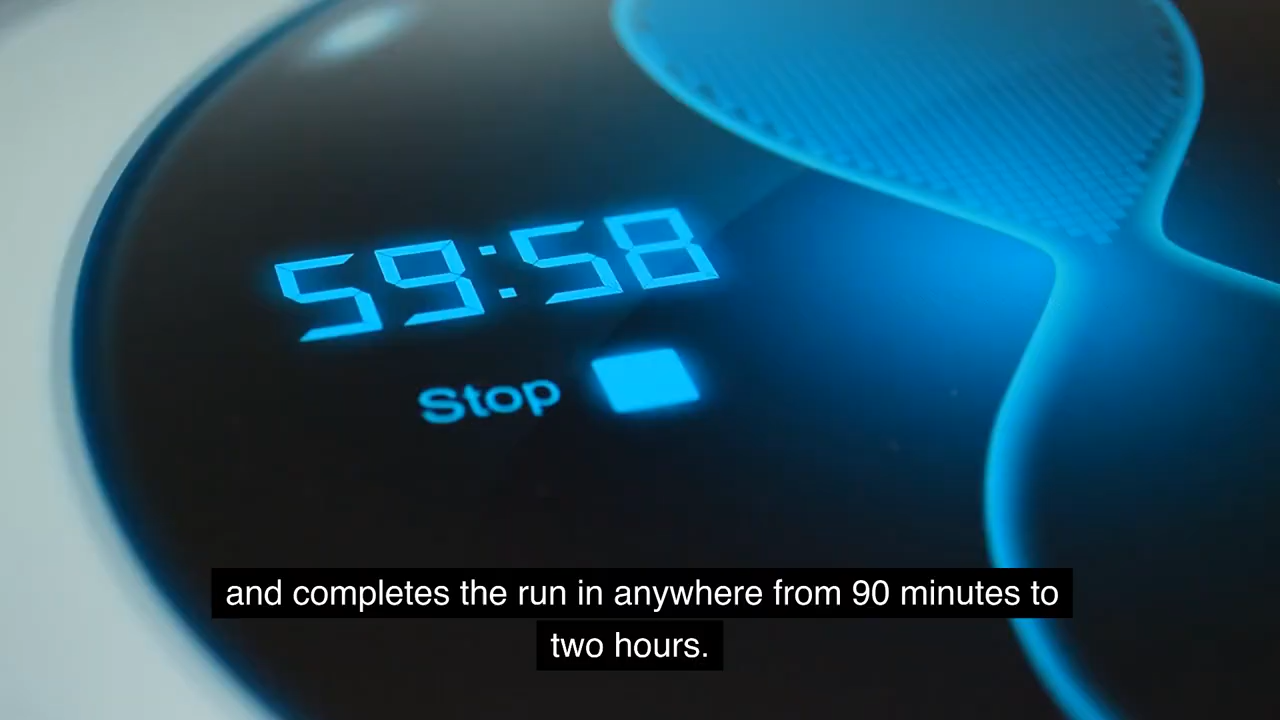 59:58
Stop
and completes the run in anywhere from 90 minutes to
two hours.